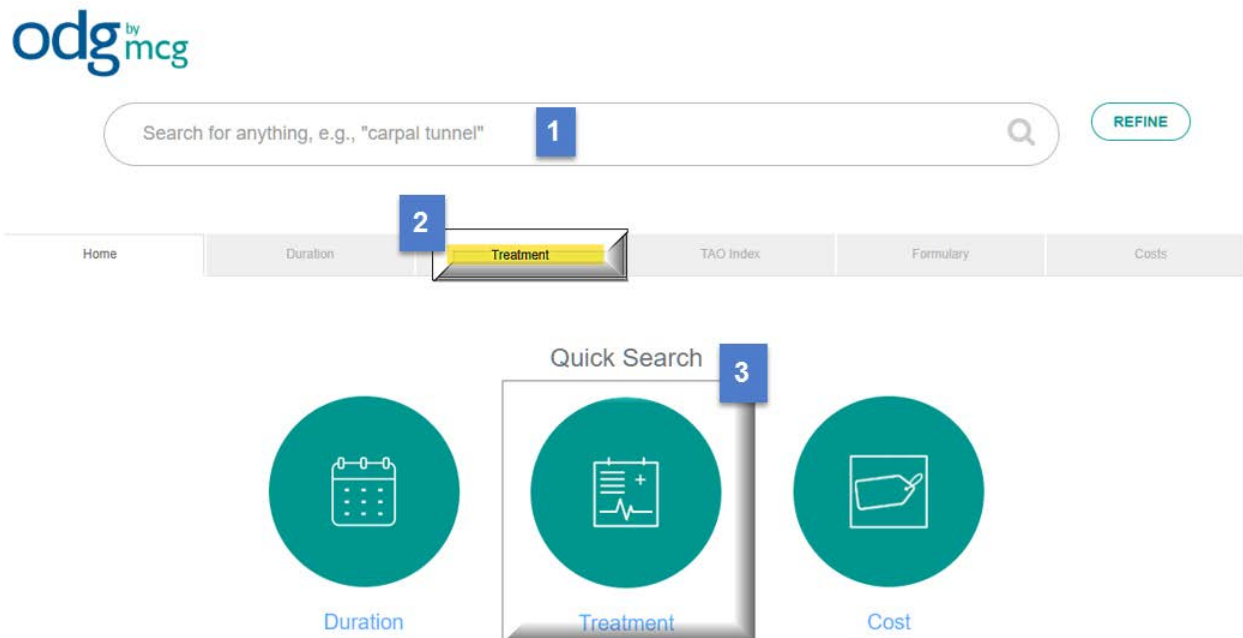 odg by mcg
Search for anything, e.g., "carpal tunnel" 1
REFINE
2
Home Duration Treatment TAO Index Formulary Costs
Quick Search 3
Duration Treatment Cost